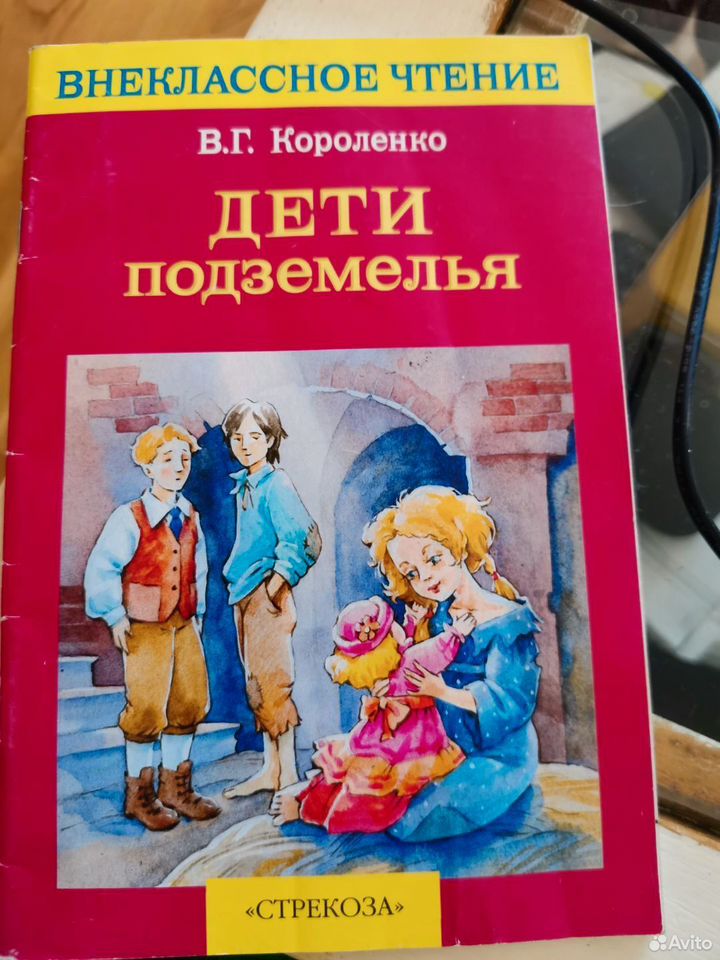 ВНЕКЛАССНОЕ ЧТЕНИЕ
В.Г. Короленко
ДЕТИ
ПОДЗЕМЕЛЬЯ
«СТРЕКОЗА»
Avito